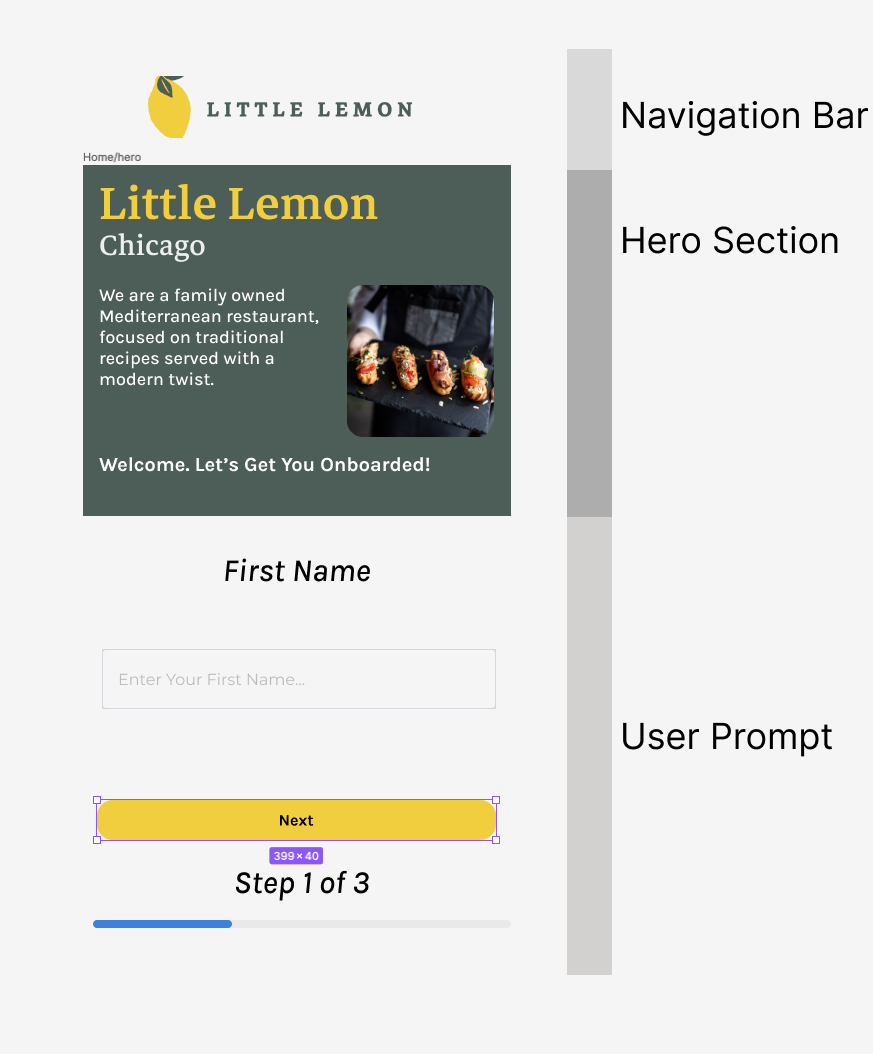 LITTLE LEMON
Navigation Bar
Home/hero
Little Lemon
Chicago
Hero Section
We are a family owned
Mediterranean restaurant,
focused on traditional
recipes served with a
modern twist.
Welcome. Let’s Get You Onboarded!
First Name
Enter Your First Name...
User Prompt
Next
399 × 40
Step 1 of 3